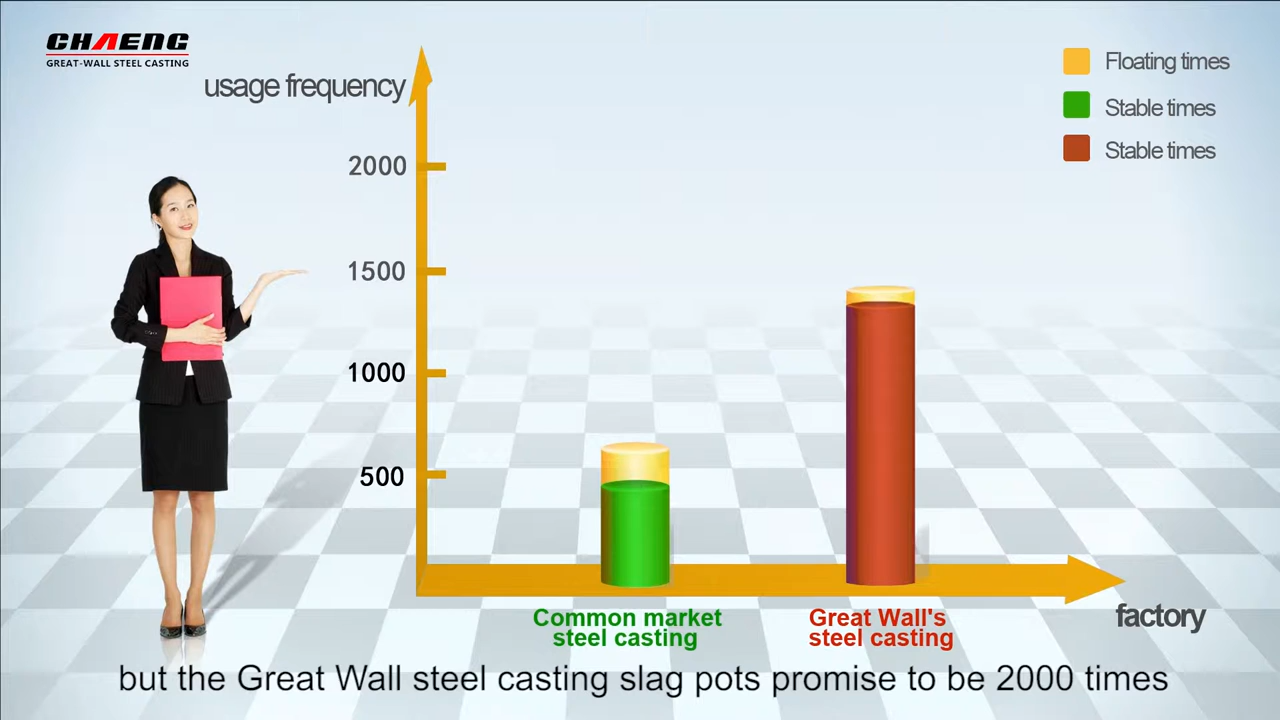 CHAENG
GREAT-WALL STEEL CASTING
usage frequency
2000
1500
1000
500
Floating times
Stable times
Stable times
Common market
steel casting
Great Wall's
steel casting
factory
but the Great Wall steel casting slag pots promise to be 2000 times